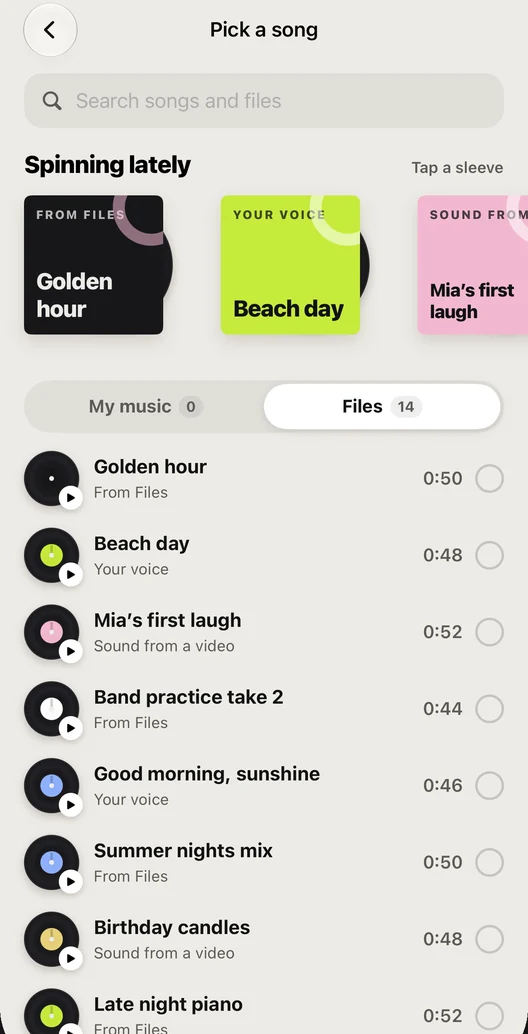 Pick a song
Search songs and files
Spinning lately
Tap a sleeve
FROM FILES
Golden
hour
YOUR VOICE
Beach day
SOUND FROM
Mia’s first
laugh
My music 0
Files 14
Golden hour
From Files
0:50
Beach day
Your voice
0:48
Mia’s first laugh
Sound from a video
0:52
Band practice take 2
From Files
0:44
Good morning, sunshine
Your voice
0:46
Summer nights mix
From Files
0:50
Birthday candles
Sound from a video
0:48
Late night piano
From Files
0:52